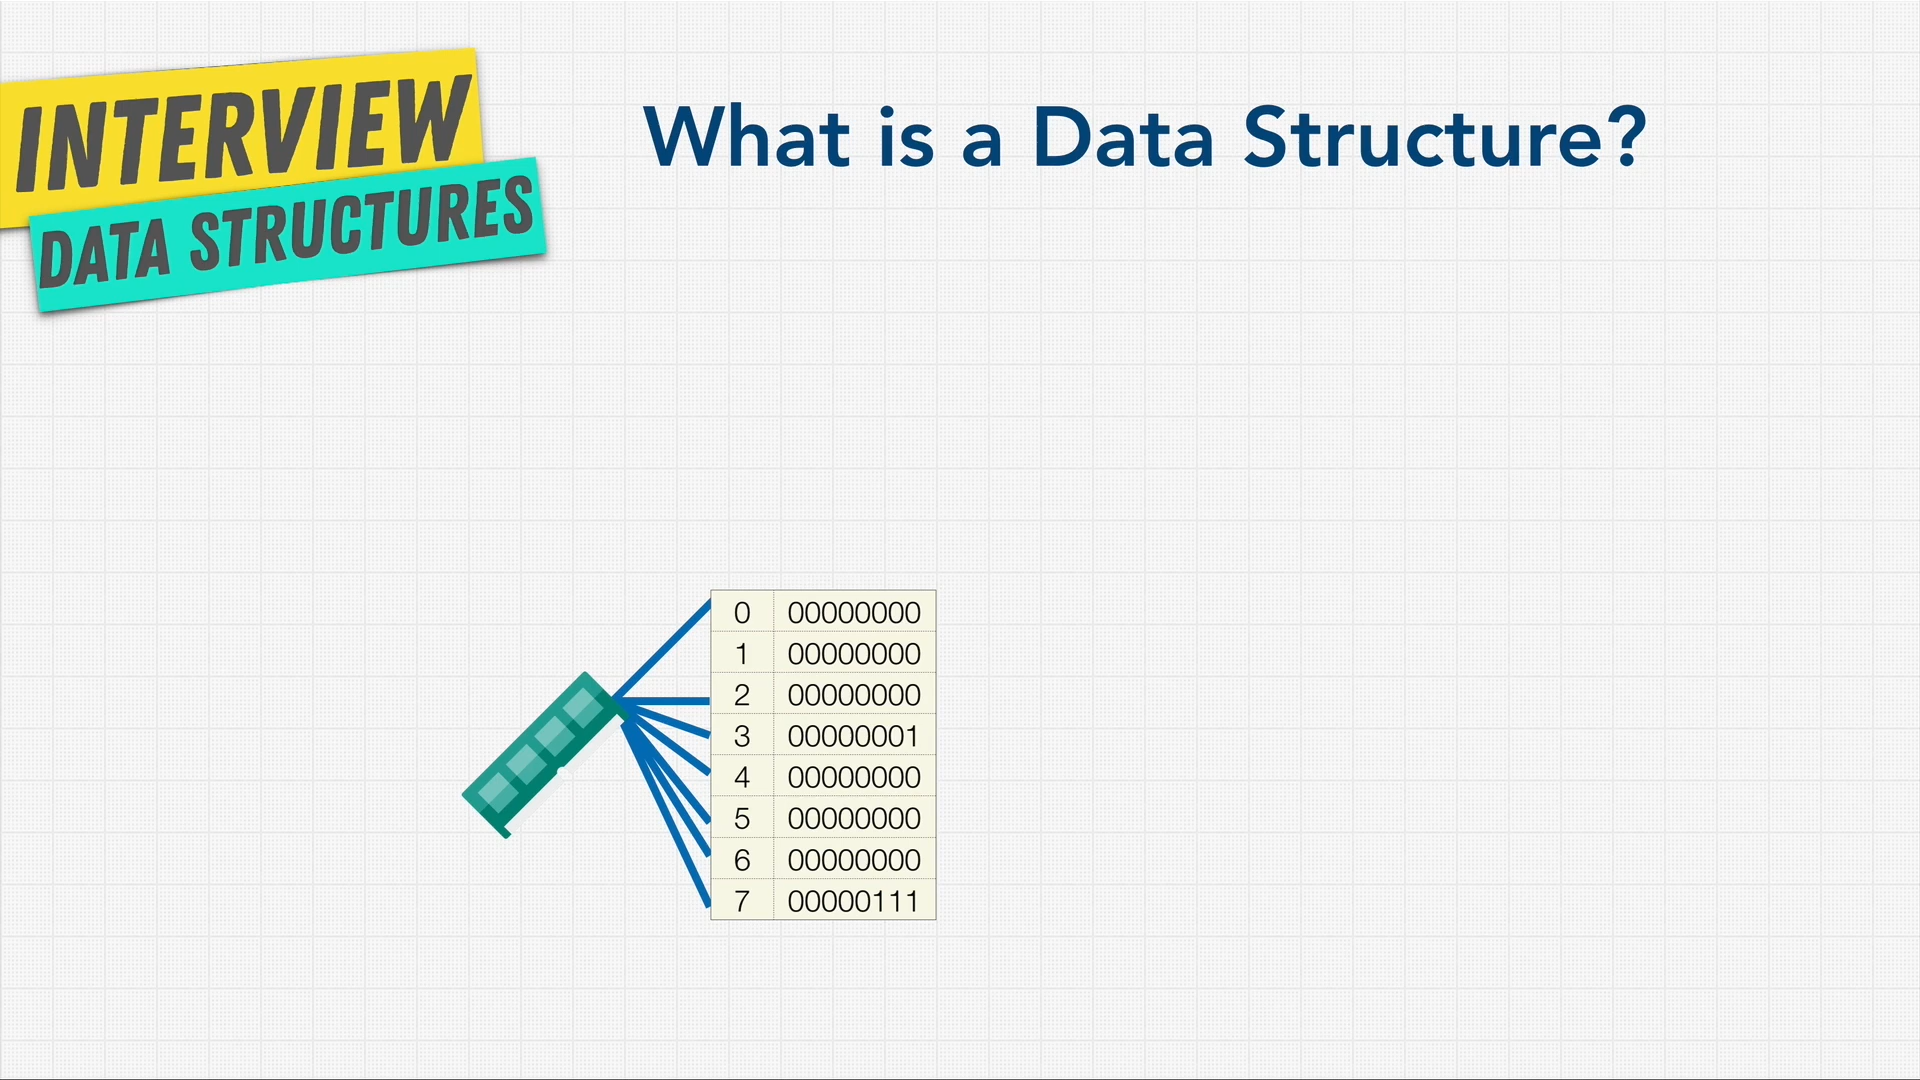 INTERVIEW
DATA STRUCTURES
What is a Data Structure?
0 00000000
1 00000000
2 00000000
3 00000001
4 00000000
5 00000000
6 00000000
7 00000111